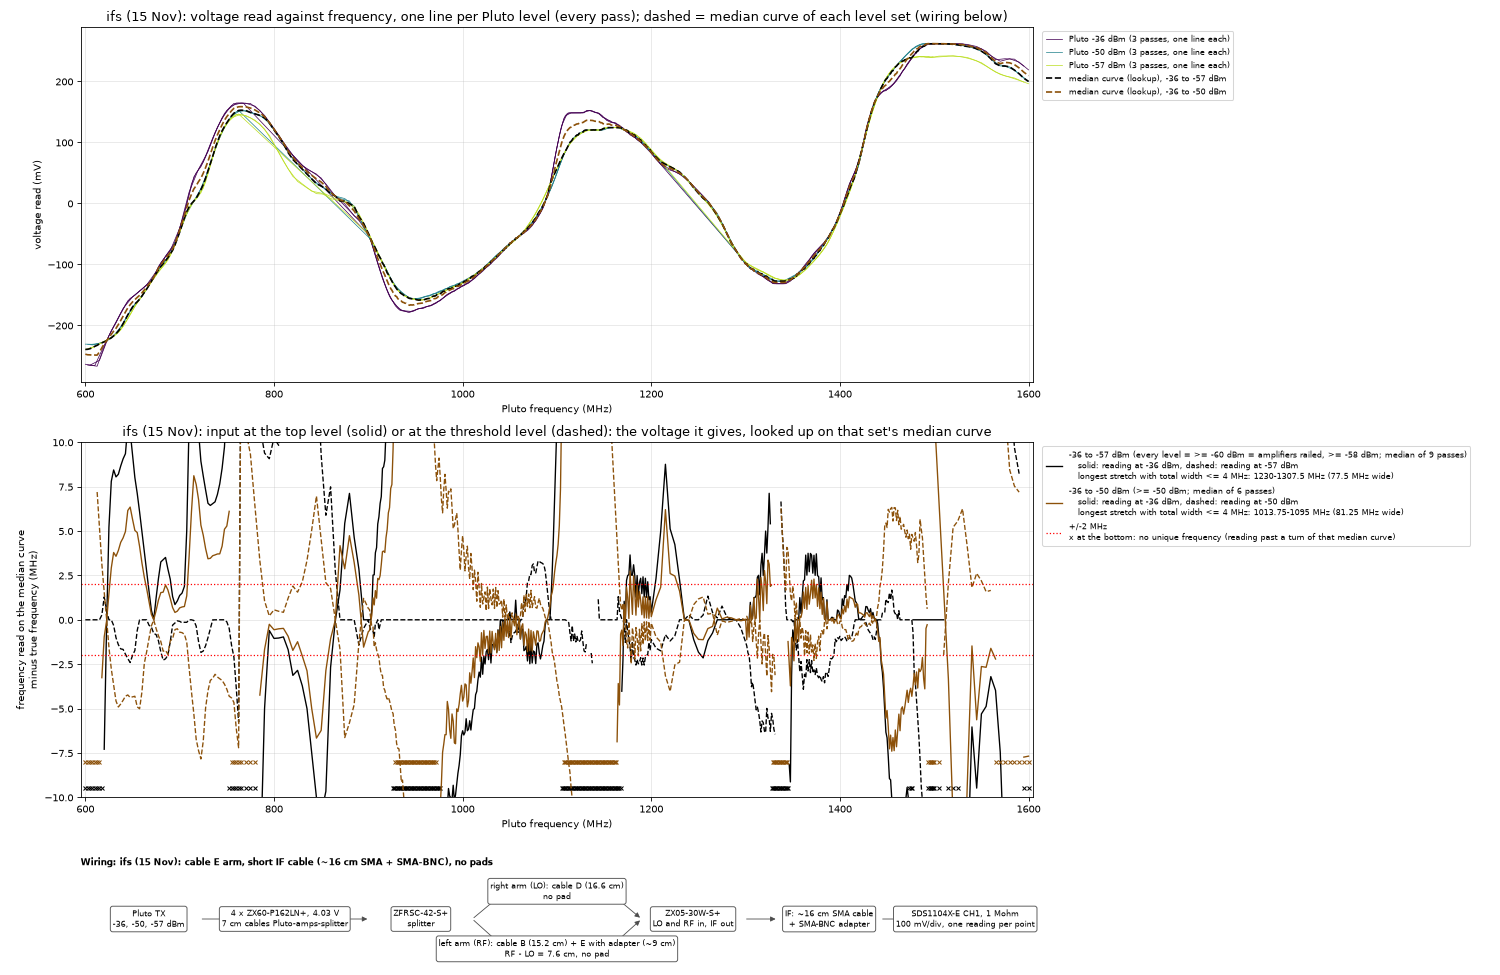 ifs (15 Nov): voltage read against frequency, one line per Pluto level (every pass); dashed = median curve of each level set (wiring below)
voltage read (mV)
200
100
0
−100
−200
600
800
1000
1200
1400
1600
Pluto frequency (MHz)
Pluto -36 dBm (3 passes, one line each)
Pluto -50 dBm (3 passes, one line each)
Pluto -57 dBm (3 passes, one line each)
median curve (lookup), -36 to -57 dBm
median curve (lookup), -36 to -50 dBm
ifs (15 Nov): input at the top level (solid) or at the threshold level (dashed): the voltage it gives, looked up on that set's median curve
frequency read on the median curve
minus true frequency (MHz)
10.0
7.5
5.0
2.5
0.0
−2.5
−5.0
−7.5
−10.0
600
800
1000
1200
1400
1600
Pluto frequency (MHz)
-36 to -57 dBm (every level = >= -60 dBm = amplifiers railed, >= -58 dBm; median of 9 passes)
solid: reading at -36 dBm, dashed: reading at -57 dBm
longest stretch with total width <= 4 MHz: 1230-1307.5 MHz (77.5 MHz wide)
-36 to -50 dBm (>= -50 dBm; median of 6 passes)
solid: reading at -36 dBm, dashed: reading at -50 dBm
longest stretch with total width <= 4 MHz: 1013.75-1095 MHz (81.25 MHz wide)
+/-2 MHz
x at the bottom: no unique frequency (reading past a turn of that median curve)
Wiring: ifs (15 Nov): cable E arm, short IF cable (~16 cm SMA + SMA-BNC), no pads
Pluto TX
-36, -50, -57 dBm
4 x ZX60-P162LN+, 4.03 V
7 cm cables Pluto-amps-splitter
ZFRSC-42-S+
splitter
right arm (LO): cable D (16.6 cm)
no pad
left arm (RF): cable B (15.2 cm) + E with adapter (~9 cm)
RF - LO = 7.6 cm, no pad
ZX05-30W-S+
LO and RF in, IF out
IF: ~16 cm SMA cable
+ SMA-BNC adapter
SDS1104X-E CH1, 1 Mohm
100 mV/div, one reading per point